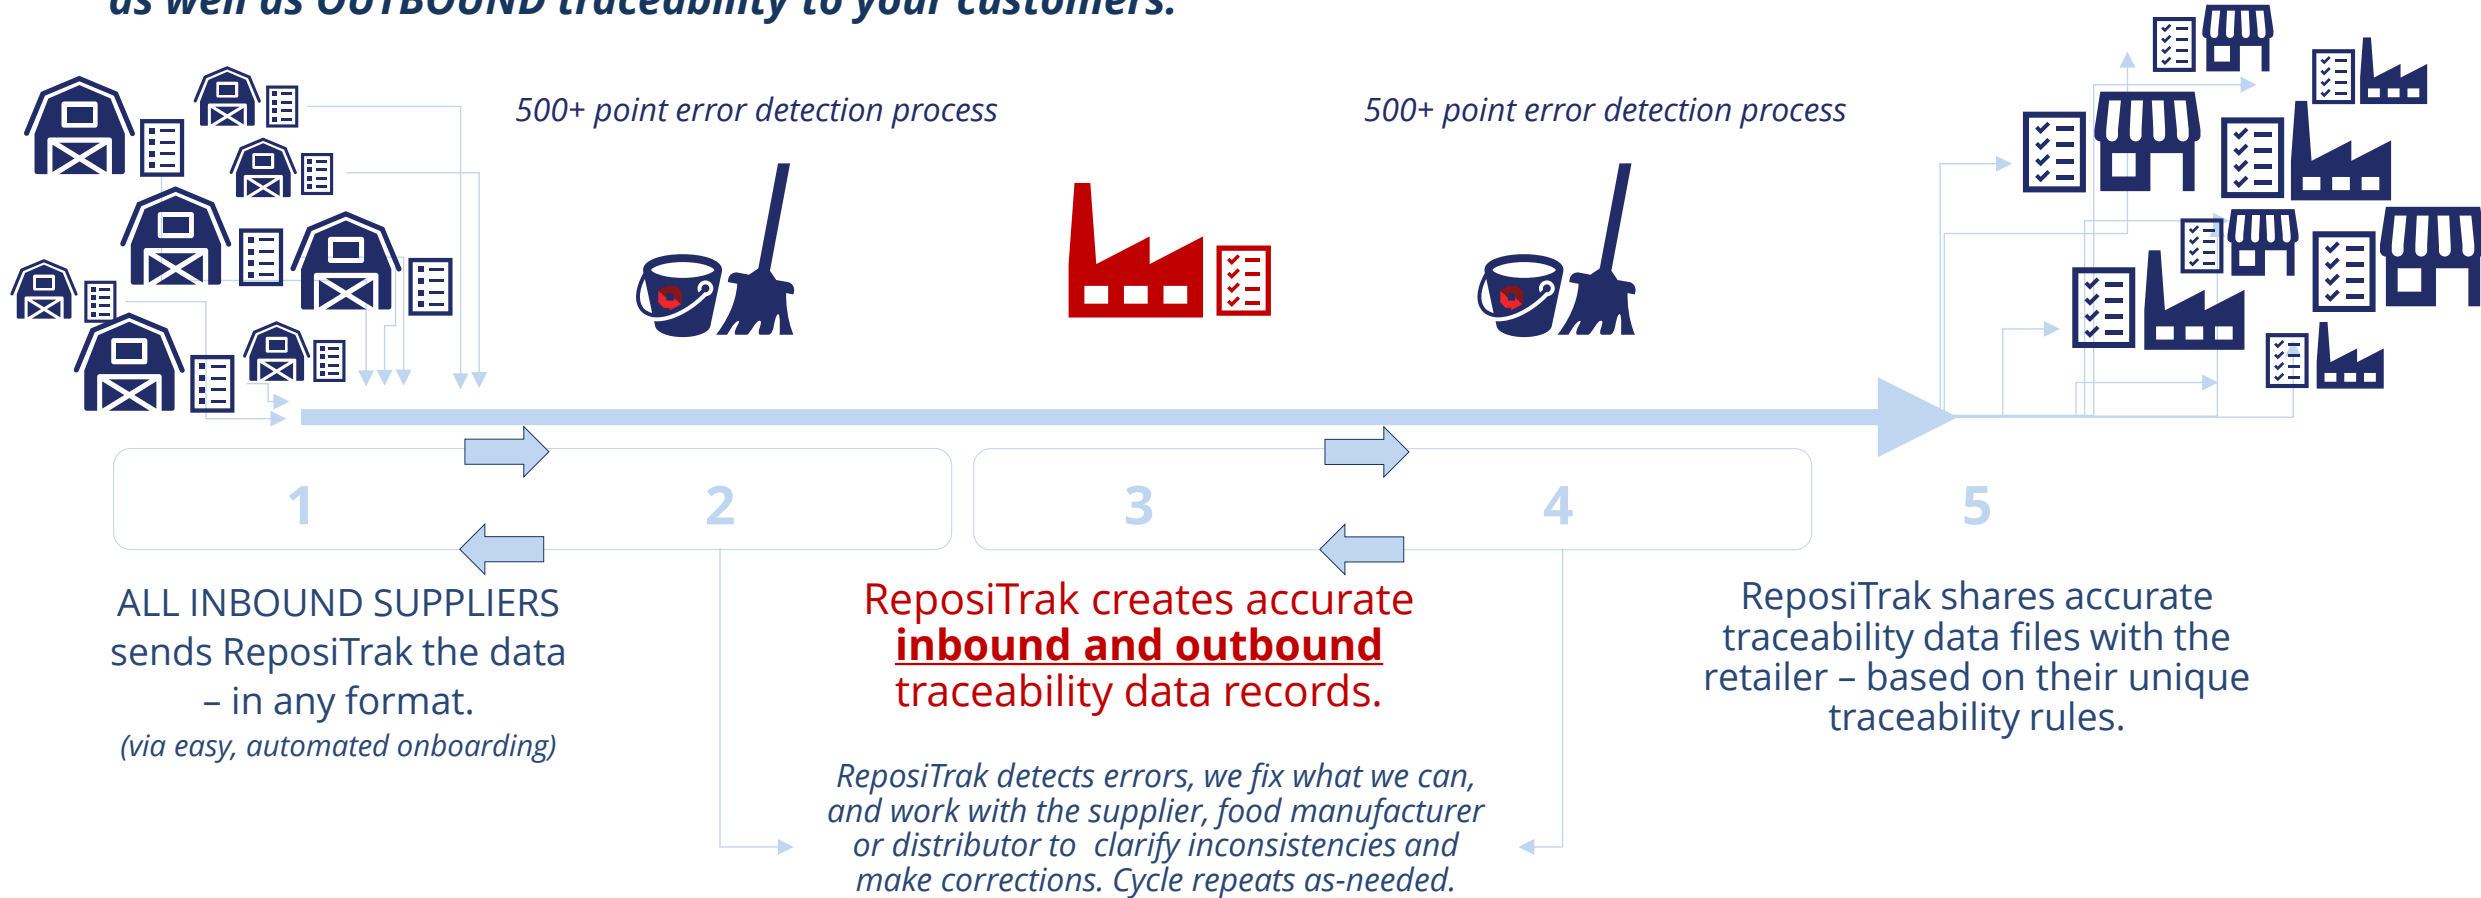 as well as OUTBOUND traceability to your customers.
500+ point error detection process
500+ point error detection process
1
2
3
4
5
ALL INBOUND SUPPLIERS
sends ReposiTrak the data
– in any format.
(via easy, automated onboarding)
ReposiTrak creates accurate
inbound and outbound
traceability data records.
ReposiTrak detects errors, we fix what we can,
and work with the supplier, food manufacturer
or distributor to  clarify inconsistencies and
make corrections. Cycle repeats as-needed.
ReposiTrak shares accurate
traceability data files with the
retailer – based on their unique
traceability rules.